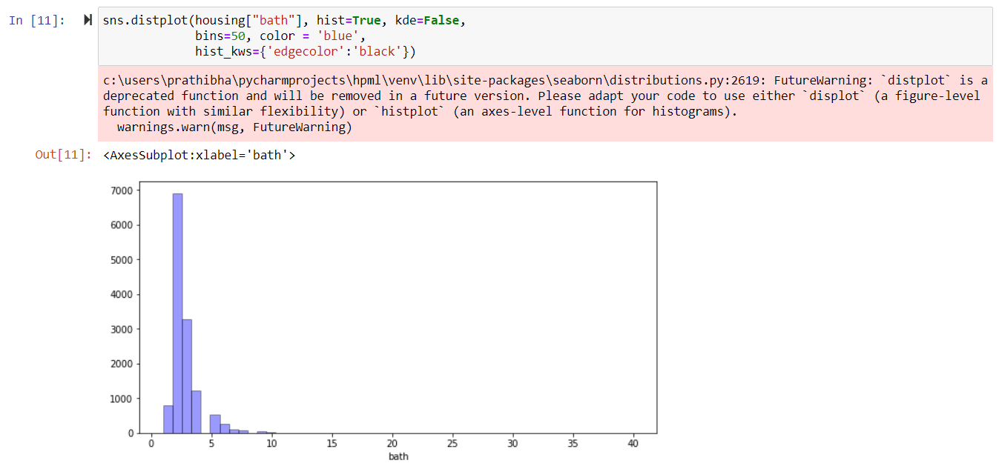 In [11]:
sns.distplot(housing["bath"], hist=True, kde=False,
bins=50, color = 'blue',
hist_kws={'edgecolor':'black'})
c:\users\prathibha\pycharmprojects\hpml\venv\lib\site-packages\seaborn\distributions.py:2619: FutureWarning: `distplot` is a
deprecated function and will be removed in a future version. Please adapt your code to use either `displot` (a figure-level
function with similar flexibility) or `histplot` (an axes-level function for histograms).
warnings.warn(msg, FutureWarning)
Out[11]: <AxesSubplot:xlabel='bath'>
7000
6000
5000
4000
3000
2000
1000
0
0 5 10 15 20 25 30 35 40
bath